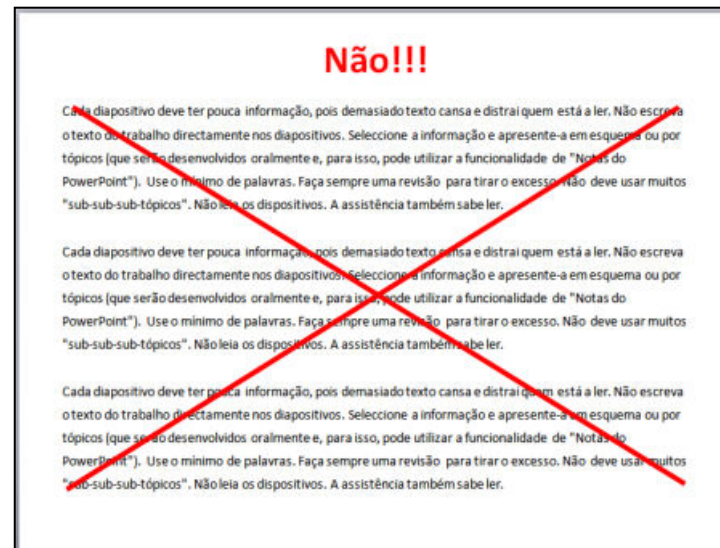 Não!!!
Cada diapositivo deve ter pouca informação, pois demasiado texto cansa e distrai quem está a ler. Não escreva
o texto do trabalho directamente nos diapositivos. Seleccione a informação e apresente-a em esquema ou por
tópicos (que serão desenvolvidos oralmente e, para isso, pode utilizar a funcionalidade de "Notas do
PowerPoint"). Use o mínimo de palavras. Faça sempre uma revisão para tirar o excesso. Não deve usar muitos
"sub-sub-sub-tópicos". Não leia os dispositivos. A assistência também sabe ler.
Cada diapositivo deve ter pouca informação, pois demasiado texto cansa e distrai quem está a ler. Não escreva
o texto do trabalho directamente nos diapositivos. Seleccione a informação e apresente-a em esquema ou por
tópicos (que serão desenvolvidos oralmente e, para isso, pode utilizar a funcionalidade de "Notas do
PowerPoint"). Use o mínimo de palavras. Faça sempre uma revisão para tirar o excesso. Não deve usar muitos
"sub-sub-sub-tópicos". Não leia os dispositivos. A assistência também sabe ler.
Cada diapositivo deve ter pouca informação, pois demasiado texto cansa e distrai quem está a ler. Não escreva
o texto do trabalho directamente nos diapositivos. Seleccione a informação e apresente-a em esquema ou por
tópicos (que serão desenvolvidos oralmente e, para isso, pode utilizar a funcionalidade de "Notas do
PowerPoint"). Use o mínimo de palavras. Faça sempre uma revisão para tirar o excesso. Não deve usar muitos
"sub-sub-sub-tópicos". Não leia os dispositivos. A assistência também sabe ler.